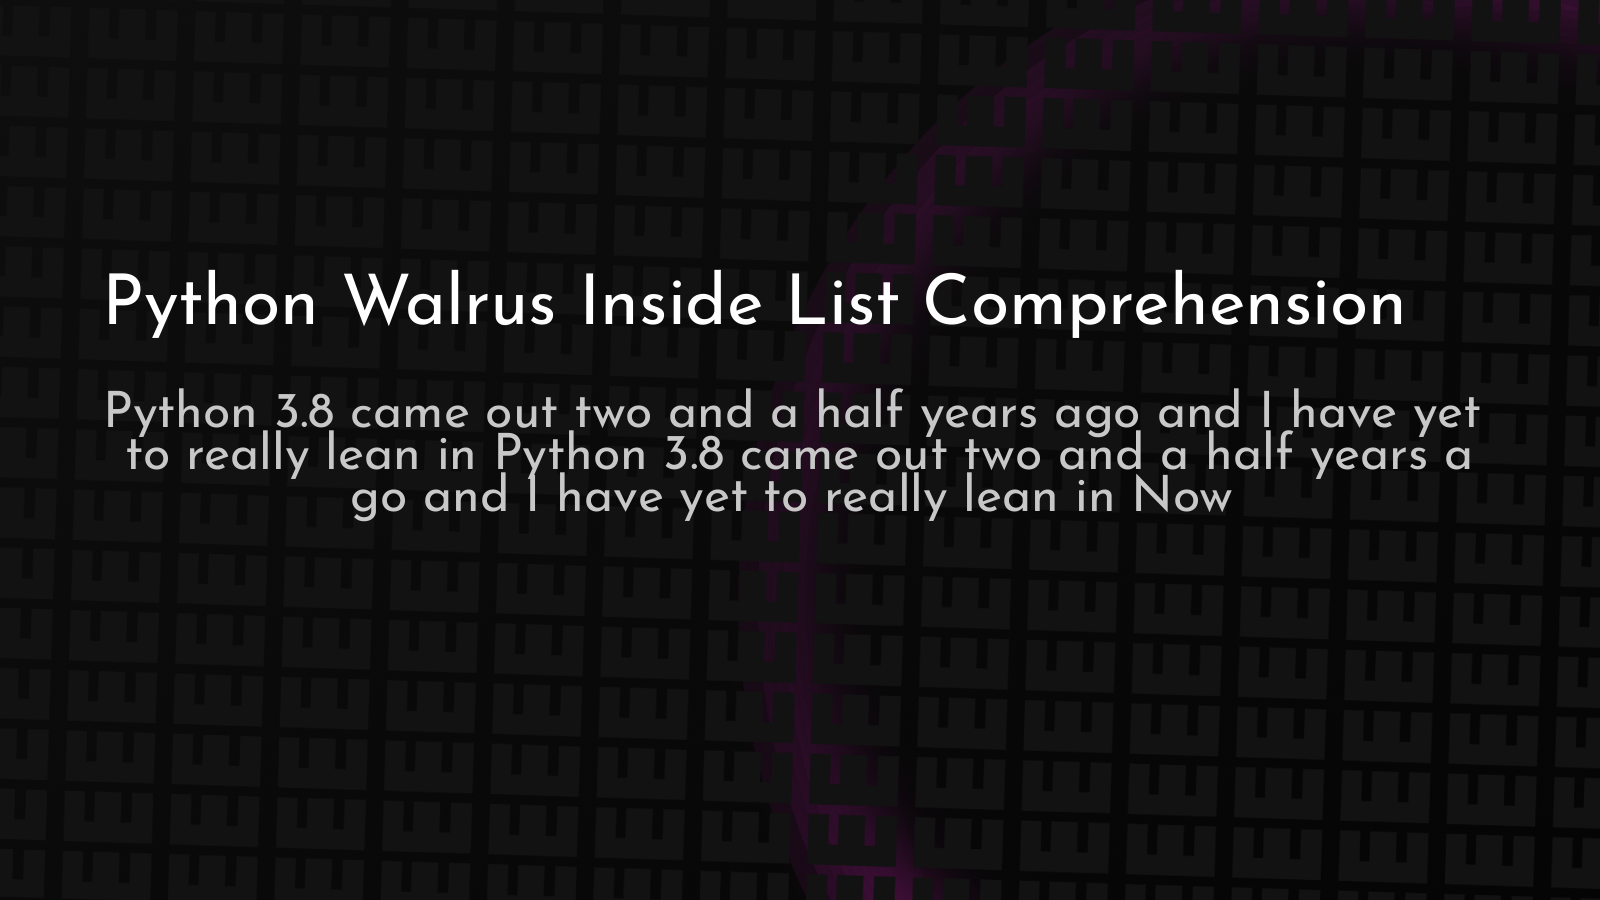 Python Walrus Inside List Comprehension
Python 3.8 came out two and a half years ago and I have yet
to really lean in Python 3.8 came out two and a half years a
go and I have yet to really lean in Now